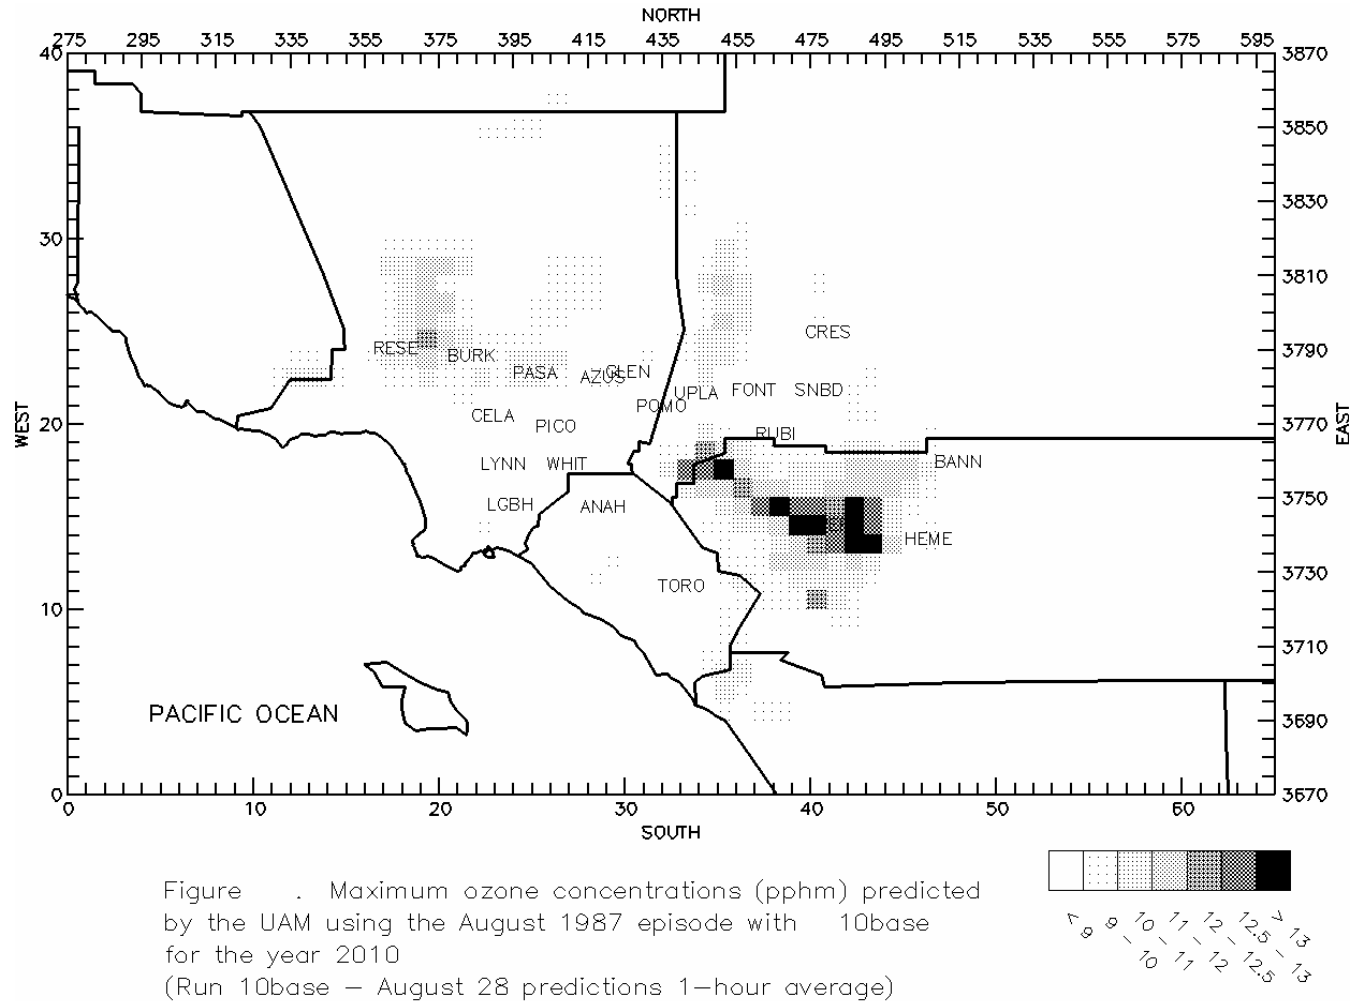 NORTH
275 295 315 335 355 375 395 415 435 455 475 495 515 535 555 575 595
40 3870
3850
3830
30 3810
CRES
RESE BURK 3790
PASA AZUS GLEN
UPLA FONT SNBD
POMO
WEST 20 CELA 3770 EAST
PICO RUBI
LYNN WHIT BANN
LGBH ANAH 3750
HEME
TORO 3730
10 3710
PACIFIC OCEAN 3690
0 3670
0 10 20 30 40 50 60
SOUTH
Figure . Maximum ozone concentrations (pphm) predicted
by the UAM using the August 1987 episode with 10base
for the year 2010
(Run 10base – August 28 predictions 1–hour average)
< 9
9 – 10
10 – 11
11 – 12
12 – 12.5
12.5 – 13
> 13